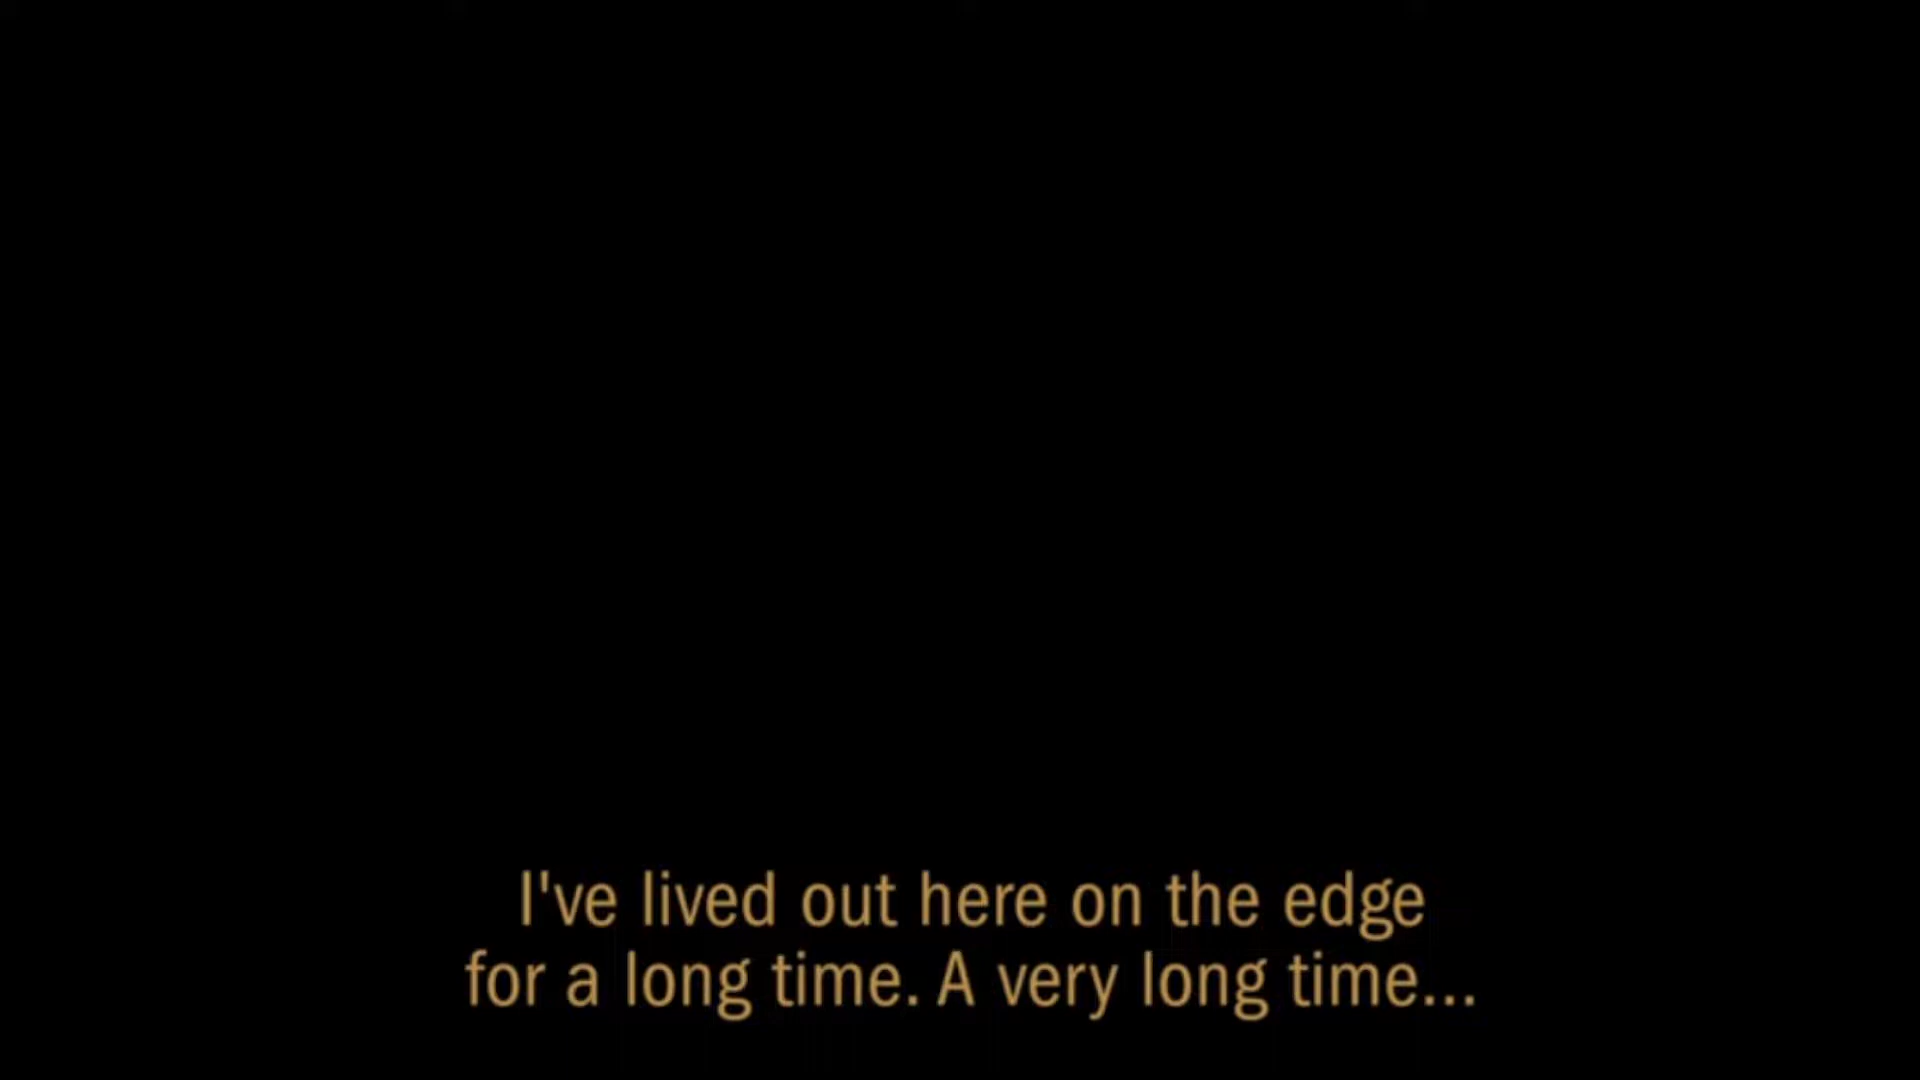 I've lived out here on the edge
for a long time. A very long time...